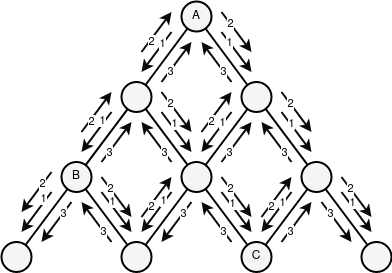 A
2
2 1 1
3 3
2 2
2 1 1 2 1 1
3 3 3 3
B
2 2 2 2
1 1 2 1 1 2 1 1
3 3 3
3 3 3
C